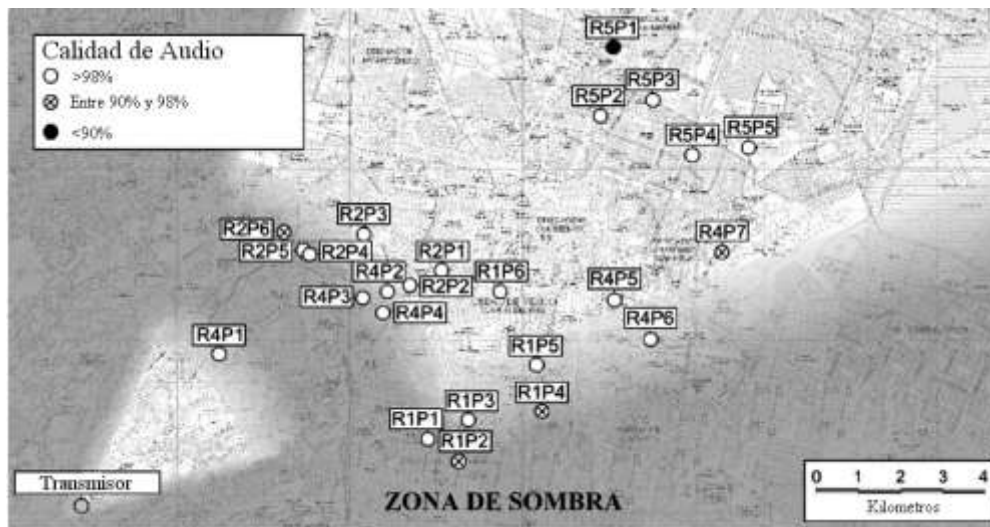 Calidad de Audio
>98%
Entre 90% y 98%
<90%
R5P1
R5P3
R5P2
R5P4
R5P5
R2P3
R2P6
R2P5
R2P4
R2P1
R4P7
R4P2
R1P6
R2P2
R4P3
R4P5
R4P4
R4P6
R4P1
R1P5
R1P4
R1P3
R1P1
R1P2
Transmisor
ZONA DE SOMBRA
0 1 2 3 4
Kilometros